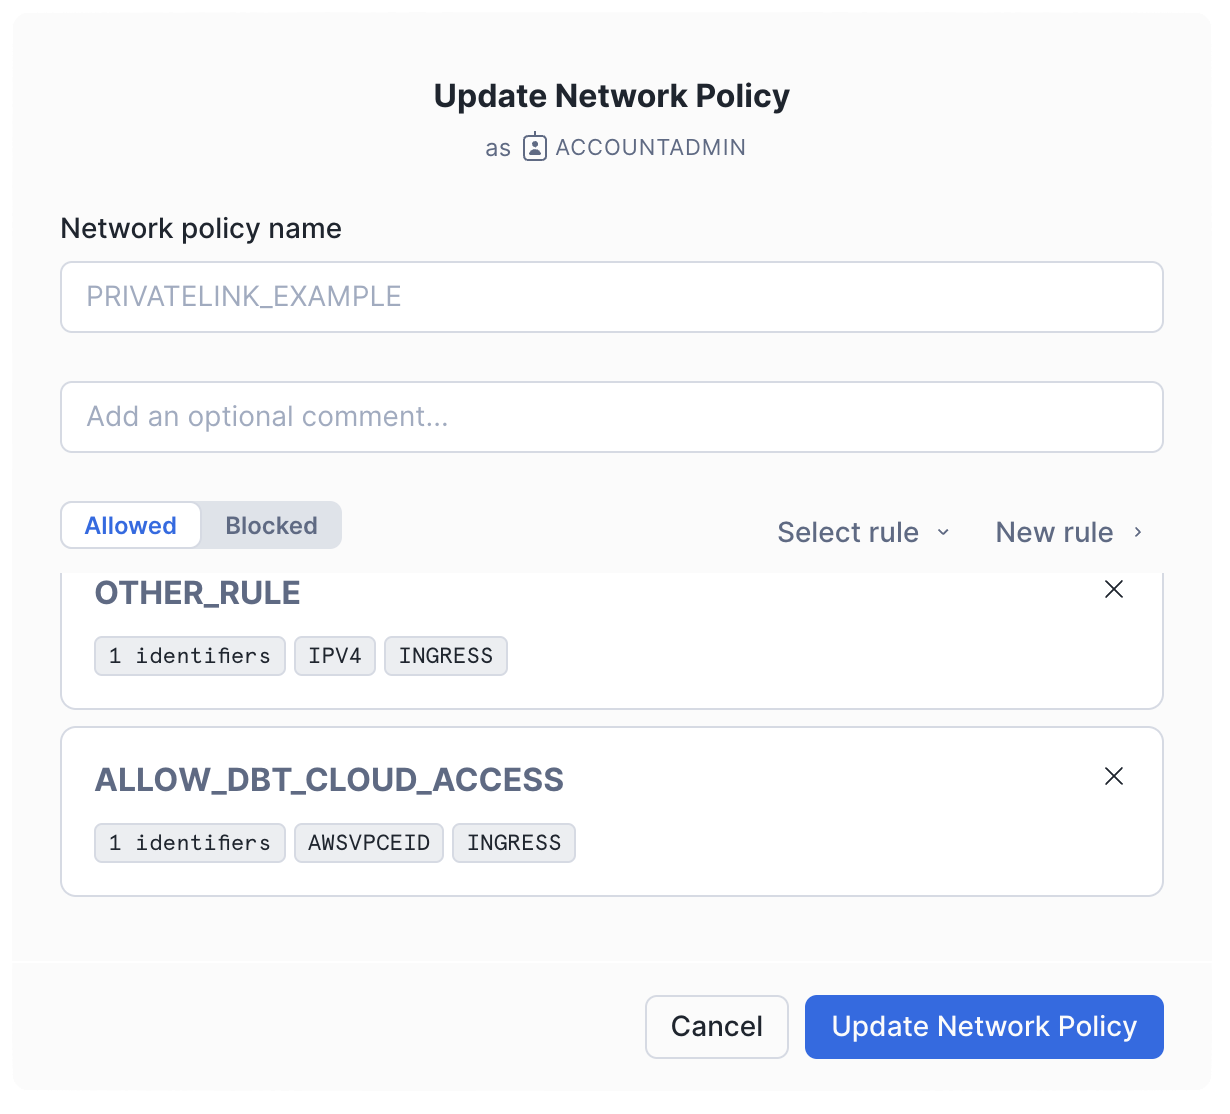 Update Network Policy
as ACCOUNTADMIN
Network policy name
PRIVATELINK_EXAMPLE
Add an optional comment...
Allowed Blocked Select rule New rule
OTHER_RULE
1 identifiers IPV4 INGRESS
ALLOW_DBT_CLOUD_ACCESS
1 identifiers AWSVPCEID INGRESS
Cancel Update Network Policy